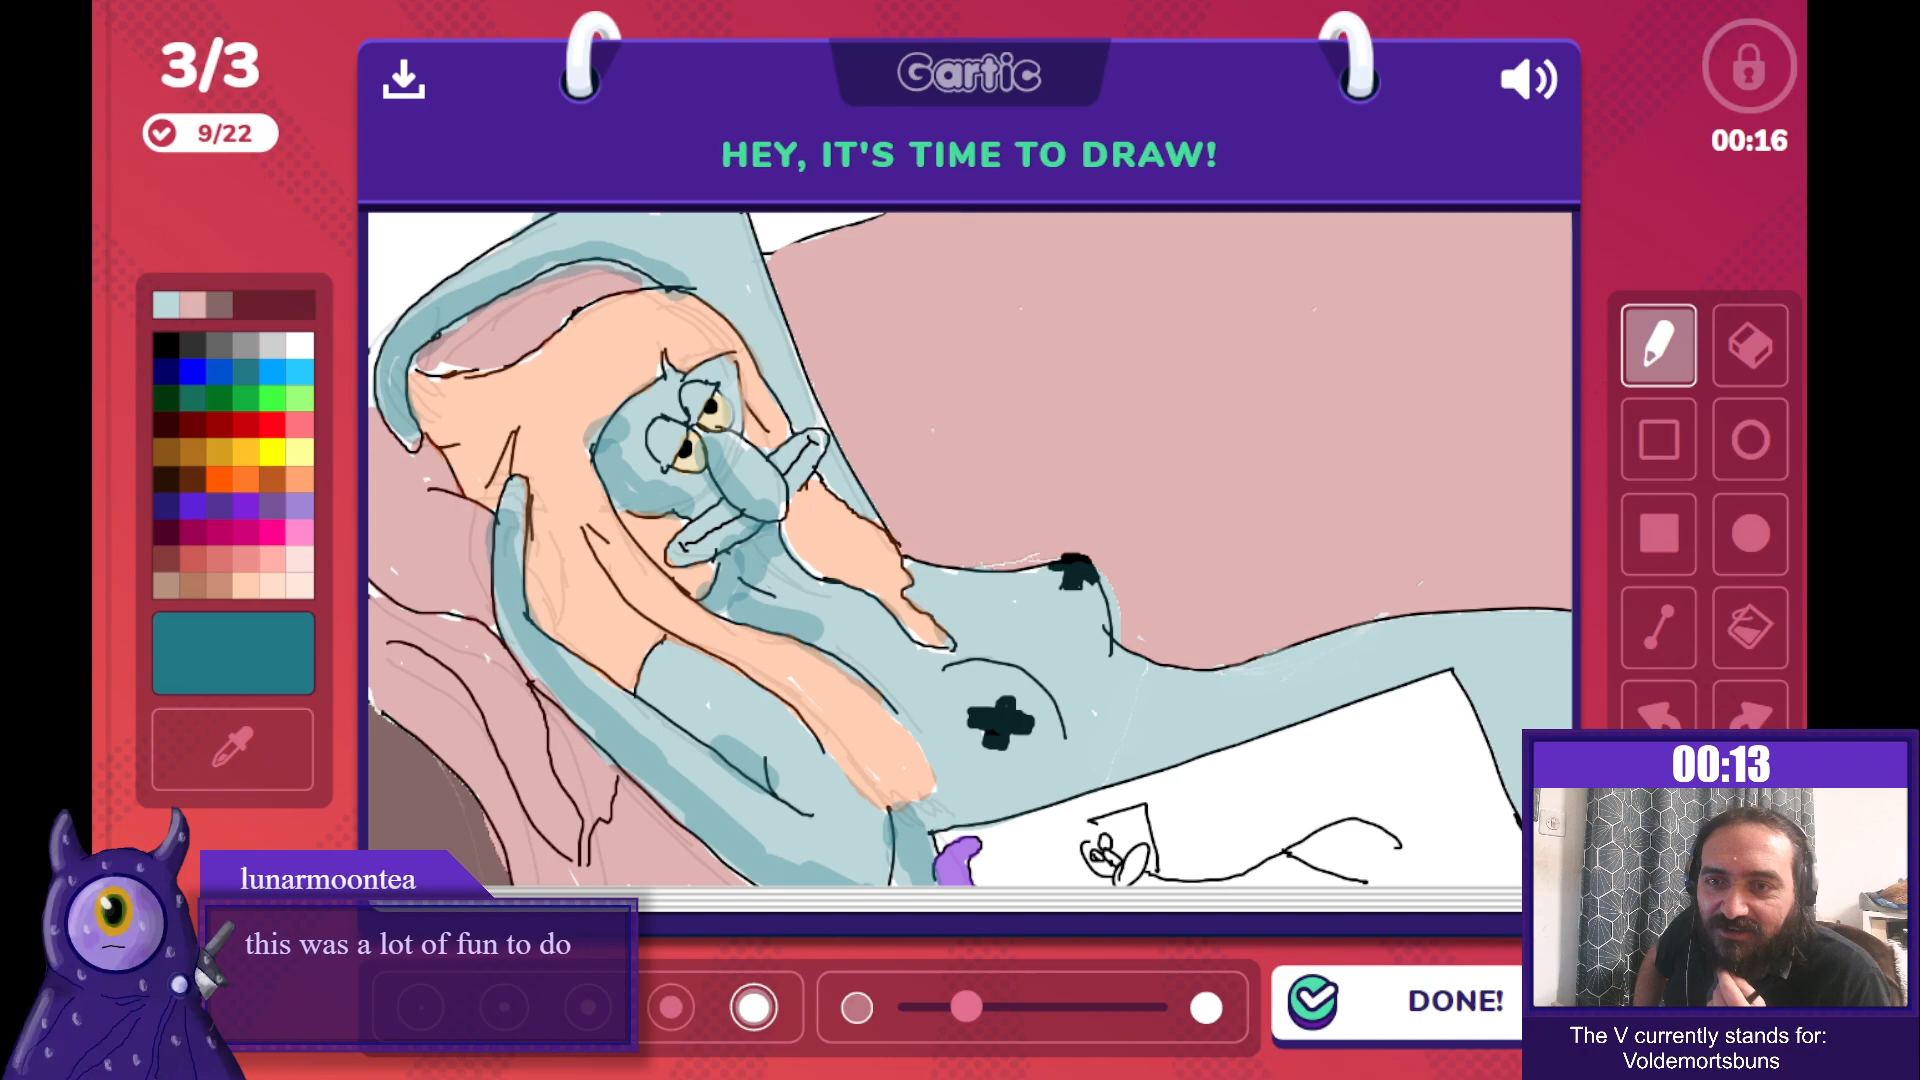 3/3
9/22
Gartic
HEY, IT'S TIME TO DRAW!
00:16
00:13
lunarmoontea
this was a lot of fun to do
DONE!
The V currently stands for:
Voldemortsbuns